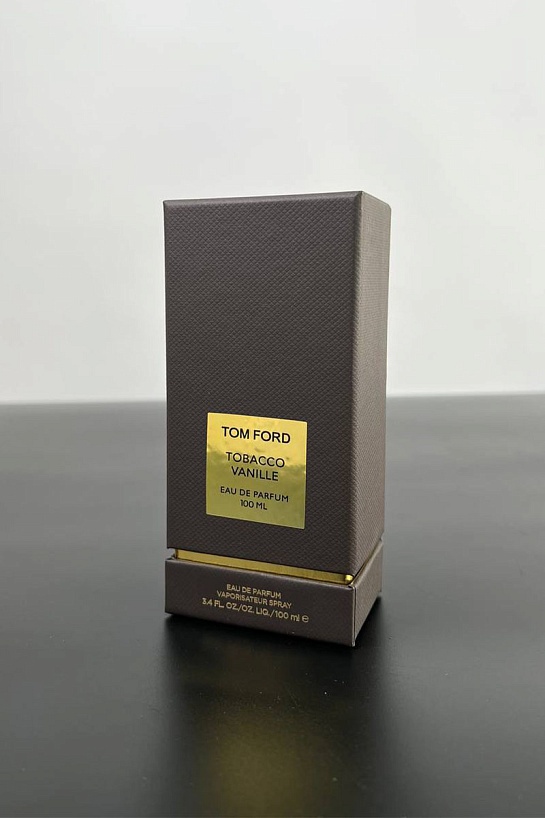 TOM FORD
TOBACCO
VANILLE
EAU DE PARFUM
100 ML
EAU DE PARFUM
VAPORISATEUR SPRAY
3.4 FL. OZ./OZ. LIQ./100 ml ℮